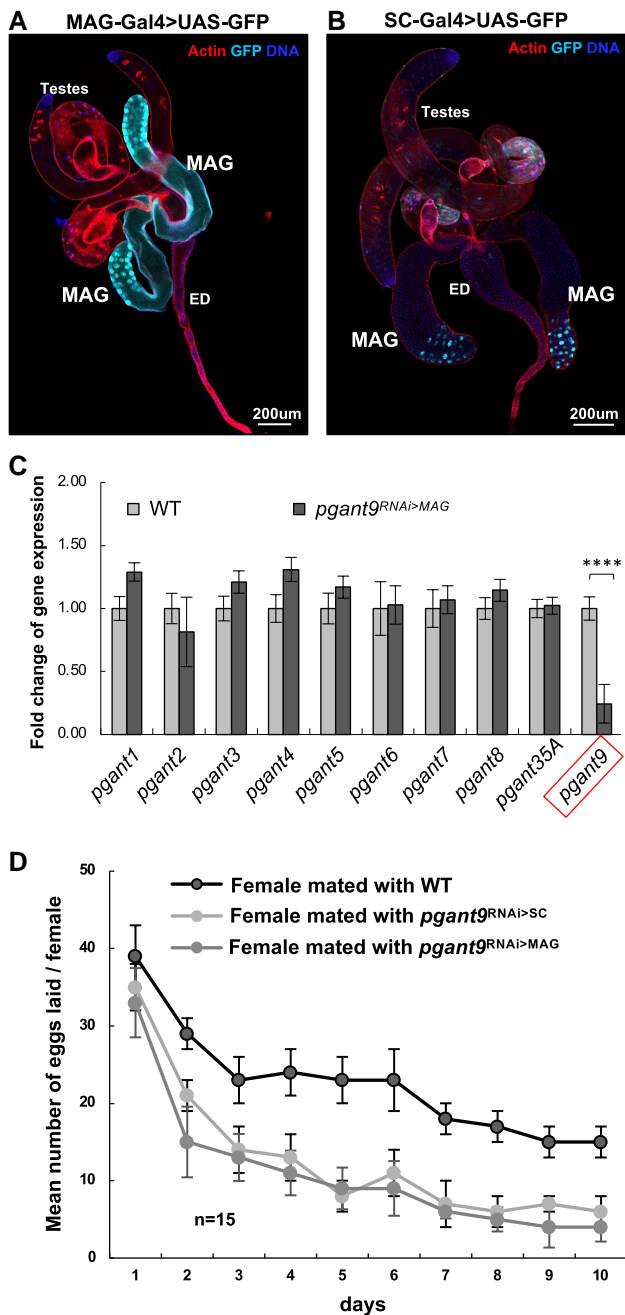 A
MAG-Gal4>UAS-GFP
Actin GFP DNA
Testes
MAG
MAG
ED
200um
B
SC-Gal4>UAS-GFP
Actin GFP DNA
Testes
ED
MAG
MAG
200um
C
Fold change of gene expression
2.00
1.50
1.00
0.50
0.00
WT
pgant9RNAi>MAG
****
pgant1
pgant2
pgant3
pgant4
pgant5
pgant6
pgant7
pgant8
pgant35A
pgant9
D
Mean number of eggs laid / female
50
40
30
20
10
0
Female mated with WT
Female mated with pgant9RNAi>SC
Female mated with pgant9RNAi>MAG
n=15
1 2 3 4 5 6 7 8 9 10
days